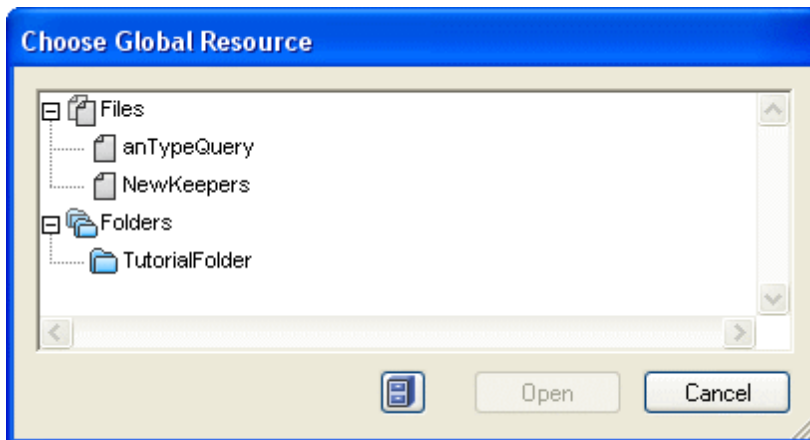 Choose Global Resource
Files
anTypeQuery
NewKeepers
Folders
TutorialFolder
Open Cancel